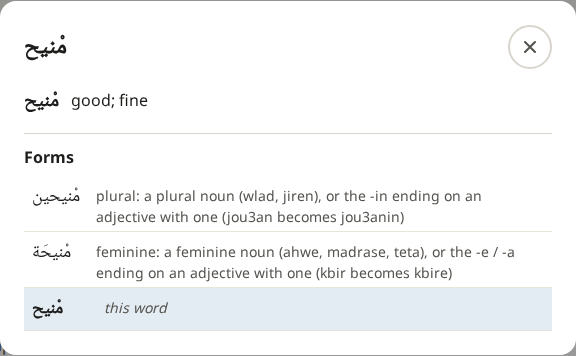 مْنيح
مْنيح good; fine
Forms
مْنيحين plural: a plural noun (wlad, jiren), or the -in ending on an
adjective with one (jou3an becomes jou3anin)
مْنيحَة feminine: a feminine noun (ahwe, madrase, teta), or the -e / -a
ending on an adjective with one (kbir becomes kbire)
مْنيح this word